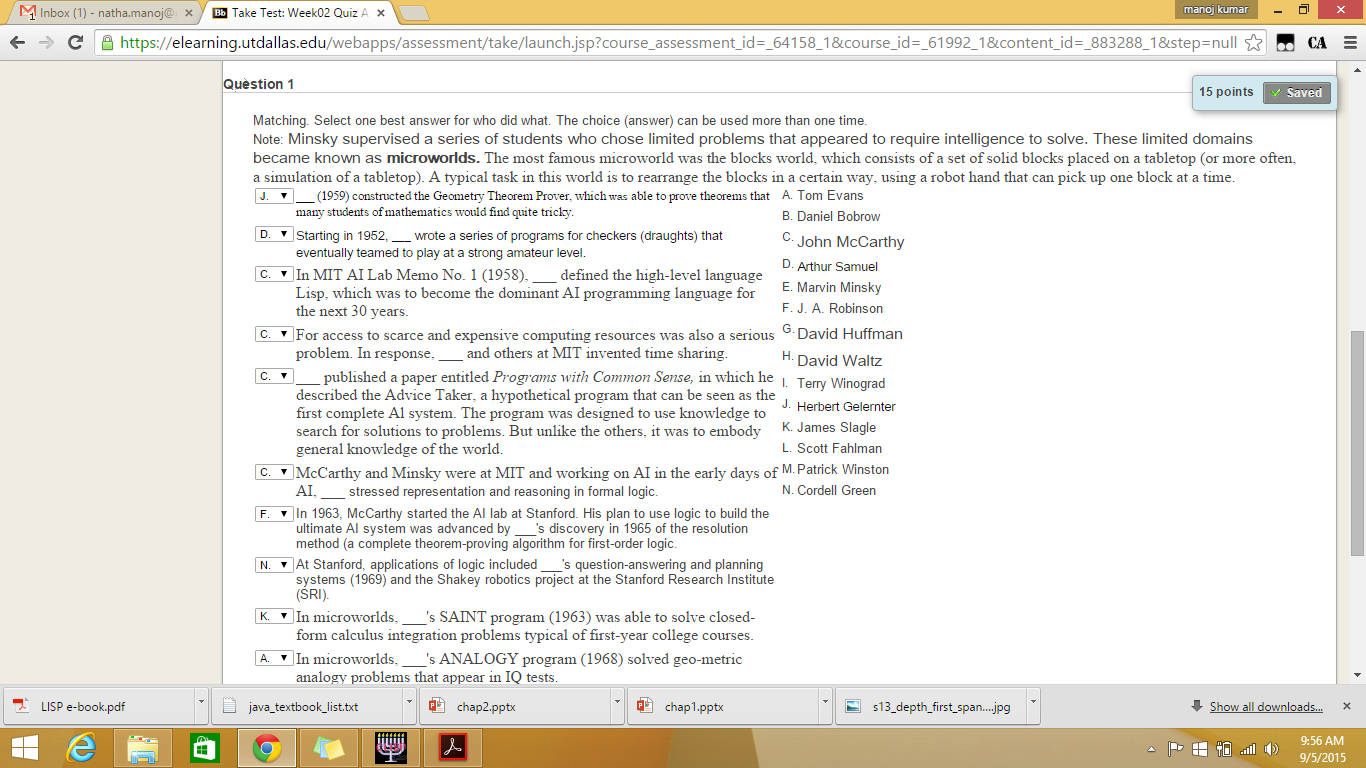 Inbox (1) - natha.manoj@
Bb Take Test: Week02 Quiz A
manoj kumar
https://elearning.utdallas.edu/webapps/assessment/take/launch.jsp?course_assessment_id=_64158_1&course_id=_61992_1&content_id=_883288_1&step=null
CA
Question 1
15 points
Saved
Matching. Select one best answer for who did what. The choice (answer) can be used more than one time.
Note: Minsky supervised a series of students who chose limited problems that appeared to require intelligence to solve. These limited domains
became known as microworlds. The most famous microworld was the blocks world, which consists of a set of solid blocks placed on a tabletop (or more often,
a simulation of a tabletop). A typical task in this world is to rearrange the blocks in a certain way, using a robot hand that can pick up one block at a time.
J. ___ (1959) constructed the Geometry Theorem Prover, which was able to prove theorems that
many students of mathematics would find quite tricky.
D. Starting in 1952, ___ wrote a series of programs for checkers (draughts) that
eventually teamed to play at a strong amateur level.
C. In MIT AI Lab Memo No. 1 (1958), ___ defined the high-level language
Lisp, which was to become the dominant AI programming language for
the next 30 years.
C. For access to scarce and expensive computing resources was also a serious
problem. In response, ___ and others at MIT invented time sharing.
C. ___ published a paper entitled Programs with Common Sense, in which he
described the Advice Taker, a hypothetical program that can be seen as the
first complete Al system. The program was designed to use knowledge to
search for solutions to problems. But unlike the others, it was to embody
general knowledge of the world.
C. McCarthy and Minsky were at MIT and working on AI in the early days of
AI, ___ stressed representation and reasoning in formal logic.
F. In 1963, McCarthy started the AI lab at Stanford. His plan to use logic to build the
ultimate AI system was advanced by ___'s discovery in 1965 of the resolution
method (a complete theorem-proving algorithm for first-order logic.
N. At Stanford, applications of logic included ___'s question-answering and planning
systems (1969) and the Shakey robotics project at the Stanford Research Institute
(SRI).
K. In microworlds, ___'s SAINT program (1963) was able to solve closed-
form calculus integration problems typical of first-year college courses.
A. In microworlds, ___'s ANALOGY program (1968) solved geo-metric
analogy problems that appear in IQ tests.
A. Tom Evans
B. Daniel Bobrow
C. John McCarthy
D. Arthur Samuel
E. Marvin Minsky
F. J. A. Robinson
G. David Huffman
H. David Waltz
I. Terry Winograd
J. Herbert Gelernter
K. James Slagle
L. Scott Fahlman
M. Patrick Winston
N. Cordell Green
LISP e-book.pdf
java_textbook_list.txt
chap2.pptx
chap1.pptx
s13_depth_first_span....jpg
Show all downloads...
9:56 AM
9/5/2015